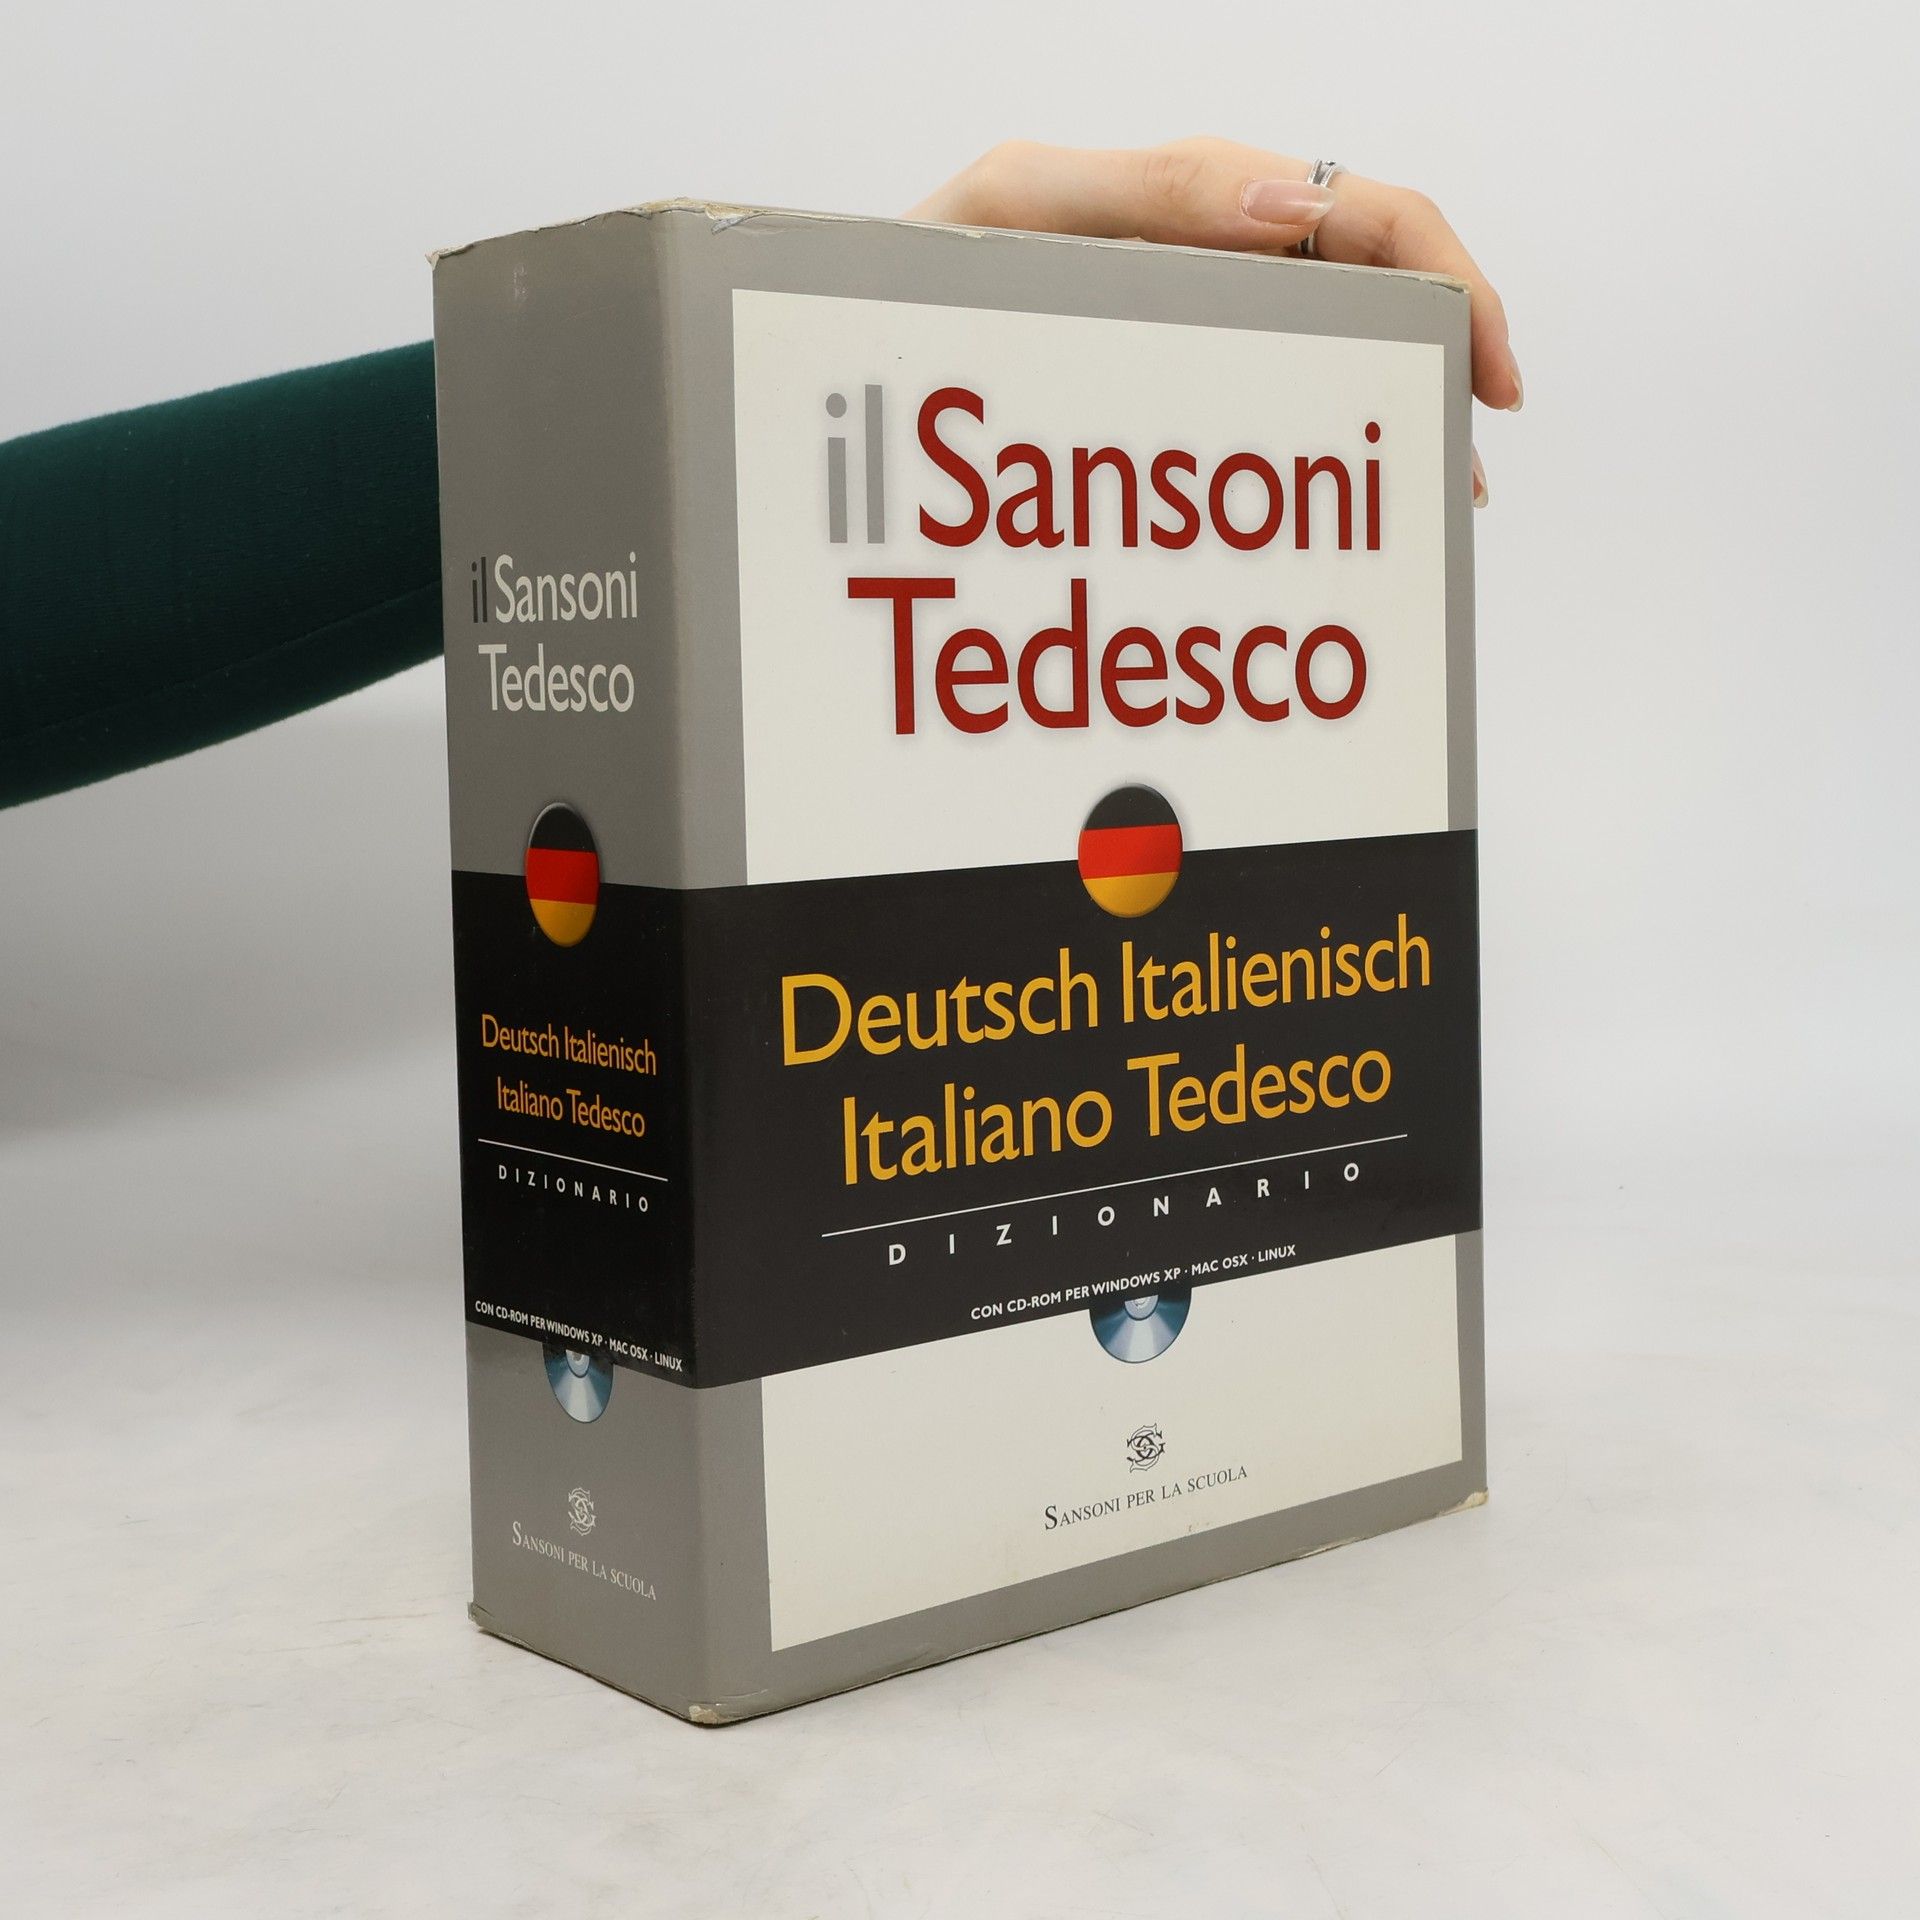 il Sansoni
Tedesco
Deutsch Italienisch
Italiano Tedesco
DIZIONARIO
CON CD-ROM PER WINDOWS XP · MAC OSX · LINUX
SANSONI PER LA SCUOLA
il Sansoni
Tedesco
Deutsch Italienisch
Italiano Tedesco
DIZIONARIO
CON CD-ROM PER WINDOWS XP · MAC OSX · LINUX
SANSONI PER LA SCUOLA